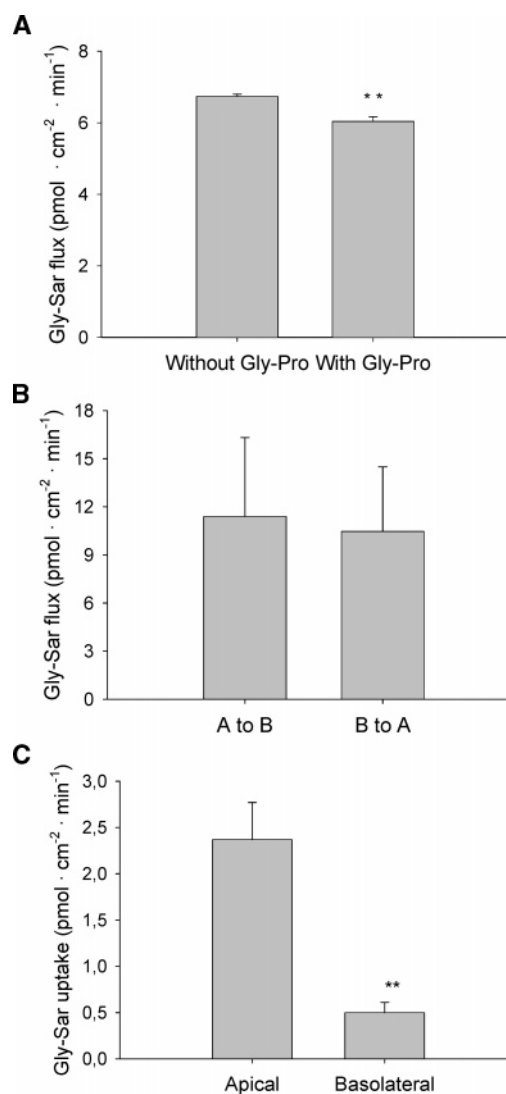 A
Gly-Sar flux (pmol · cm-2 · min-1)
8
6
4
2
0
* *
Without Gly-Pro With Gly-Pro
B
Gly-Sar flux (pmol · cm-2 · min-1)
18
15
12
9
6
3
0
A to B B to A
C
Gly-Sar uptake (pmol · cm-2 · min-1)
3,0
2,5
2,0
1,5
1,0
0,5
0,0
**
Apical Basolateral